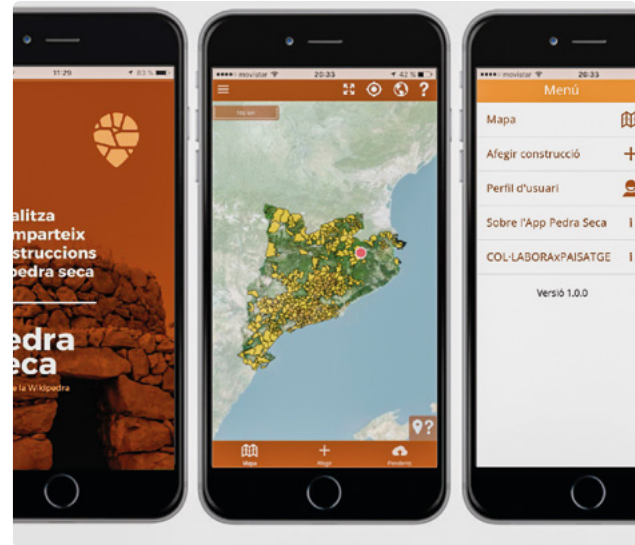 11:29
83 %
alitza
mparteix
struccions
pedra seca
edra
eca
e la Wikipedra
movistar
20:33
42 %
?
?
Mapa
Afegir
Pendents
movistar
20:33
Menú
Mapa
Afegir construcció
Perfil d'usuari
Sobre l'App Pedra Seca
i
COL·LABORAxPAISATGE
i
Versió 1.0.0